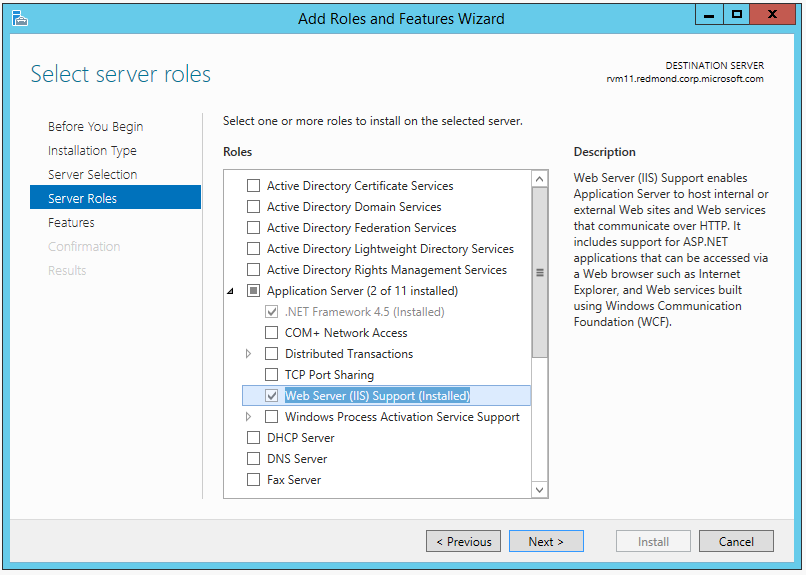 Add Roles and Features Wizard
Select server roles
DESTINATION SERVER
rvm11.redmond.corp.microsoft.com
Before You Begin
Installation Type
Server Selection
Server Roles
Features
Confirmation
Results
Select one or more roles to install on the selected server.
Roles
Active Directory Certificate Services
Active Directory Domain Services
Active Directory Federation Services
Active Directory Lightweight Directory Services
Active Directory Rights Management Services
Application Server (2 of 11 installed)
.NET Framework 4.5 (Installed)
COM+ Network Access
Distributed Transactions
TCP Port Sharing
Web Server (IIS) Support (Installed)
Windows Process Activation Service Support
DHCP Server
DNS Server
Fax Server
Description
Web Server (IIS) Support enables
Application Server to host internal or
external Web sites and Web services
that communicate over HTTP. It
includes support for ASP.NET
applications that can be accessed via
a Web browser such as Internet
Explorer, and Web services built
using Windows Communication
Foundation (WCF).
< Previous
Next >
Install
Cancel